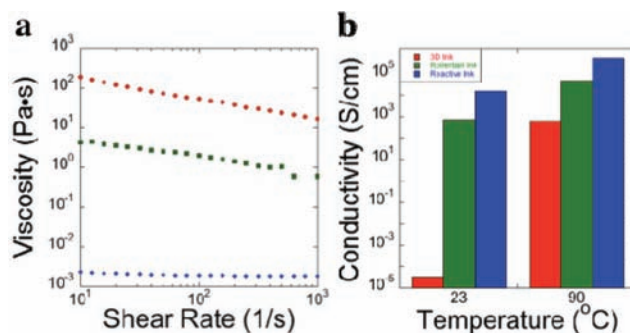 a
10³
10²
10¹
10⁰
10⁻¹
10⁻²
10⁻³
Viscosity (Pa•s)
10¹
10²
10³
Shear Rate (1/s)
b
3D Ink
Ink
Reactive Ink
10⁵
10³
10¹
10⁻¹
10⁻³
10⁻⁵
Conductivity (S/cm)
23
90
Temperature (°C)